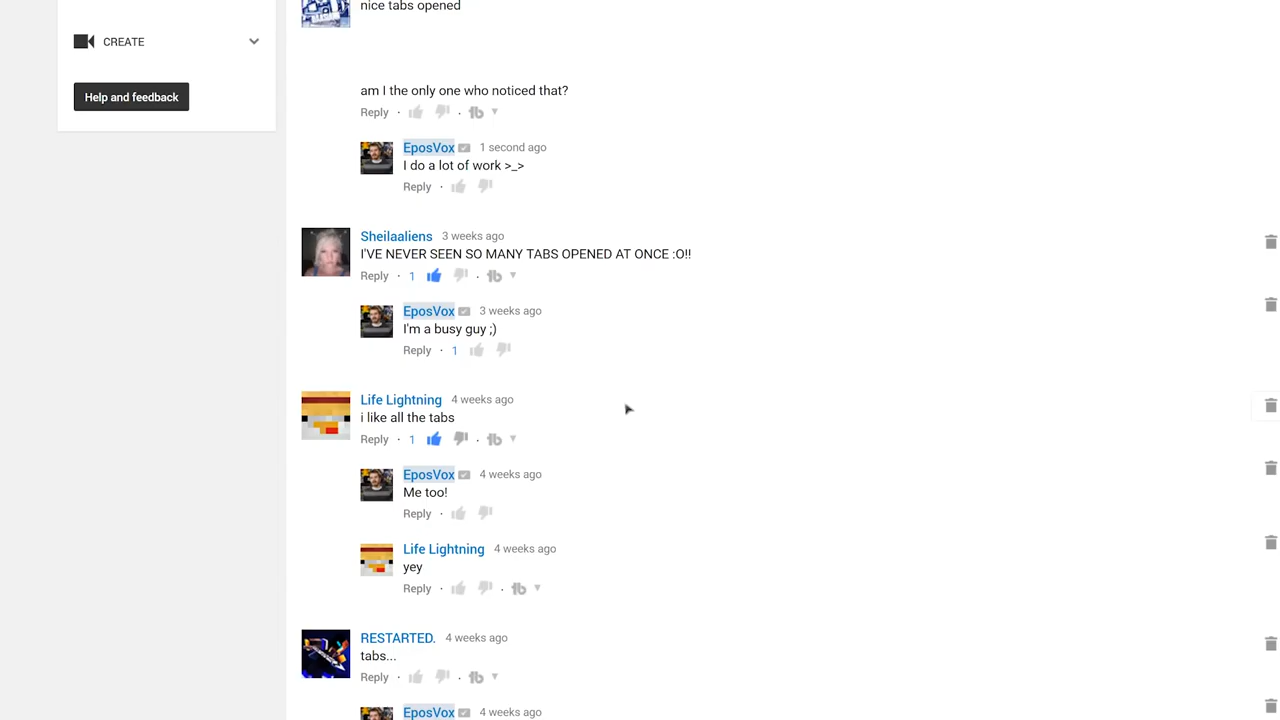 nice tabs opened
CREATE
Help and feedback
am I the only one who noticed that?
Reply ·
EposVox 1 second ago
I do a lot of work >_>
Reply ·
Sheilaaliens 3 weeks ago
I'VE NEVER SEEN SO MANY TABS OPENED AT ONCE :O!!
Reply · 1 · tb
EposVox 3 weeks ago
I'm a busy guy ;)
Reply · 1
Life Lightning 4 weeks ago
i like all the tabs
Reply · 1 · tb
EposVox 4 weeks ago
Me too!
Reply ·
Life Lightning 4 weeks ago
yey
Reply · · tb
RESTARTED. 4 weeks ago
tabs...
Reply · · tb
EposVox 4 weeks ago